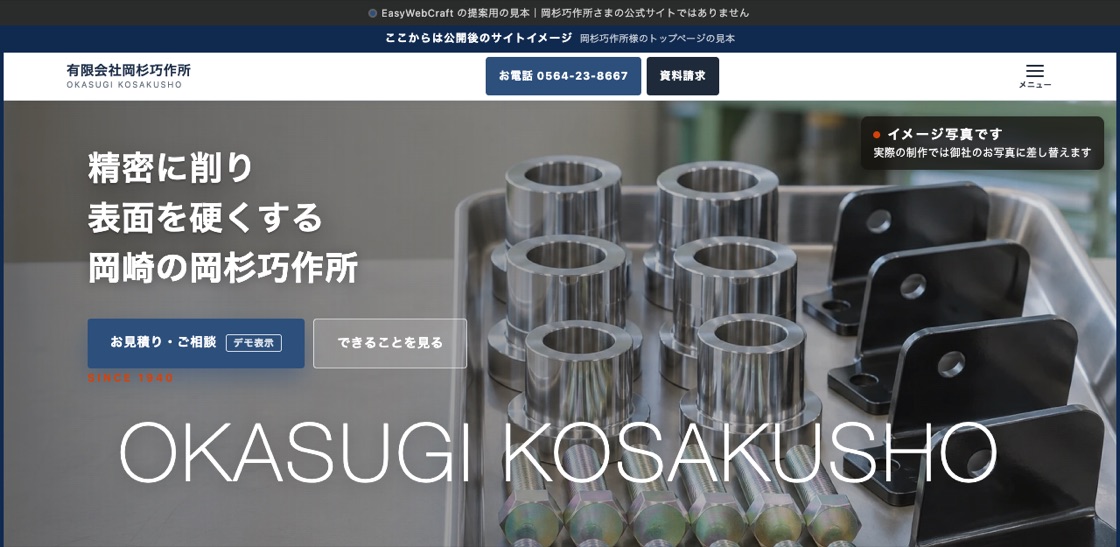 EasyWebCraft の提案用の見本｜岡杉巧作所さまの公式サイトではありません
ここからは公開後のサイトイメージ 岡杉巧作所様のトップページの見本
有限会社岡杉巧作所
OKASUGI KOSAKUSHO
お電話 0564-23-8667
資料請求
メニュー
イメージ写真です
実際の制作では御社のお写真に差し替えます
精密に削り
表面を硬くする
岡崎の岡杉巧作所
お見積り・ご相談 デモ表示
できることを見る
SINCE 1940
OKASUGI KOSAKUSHO